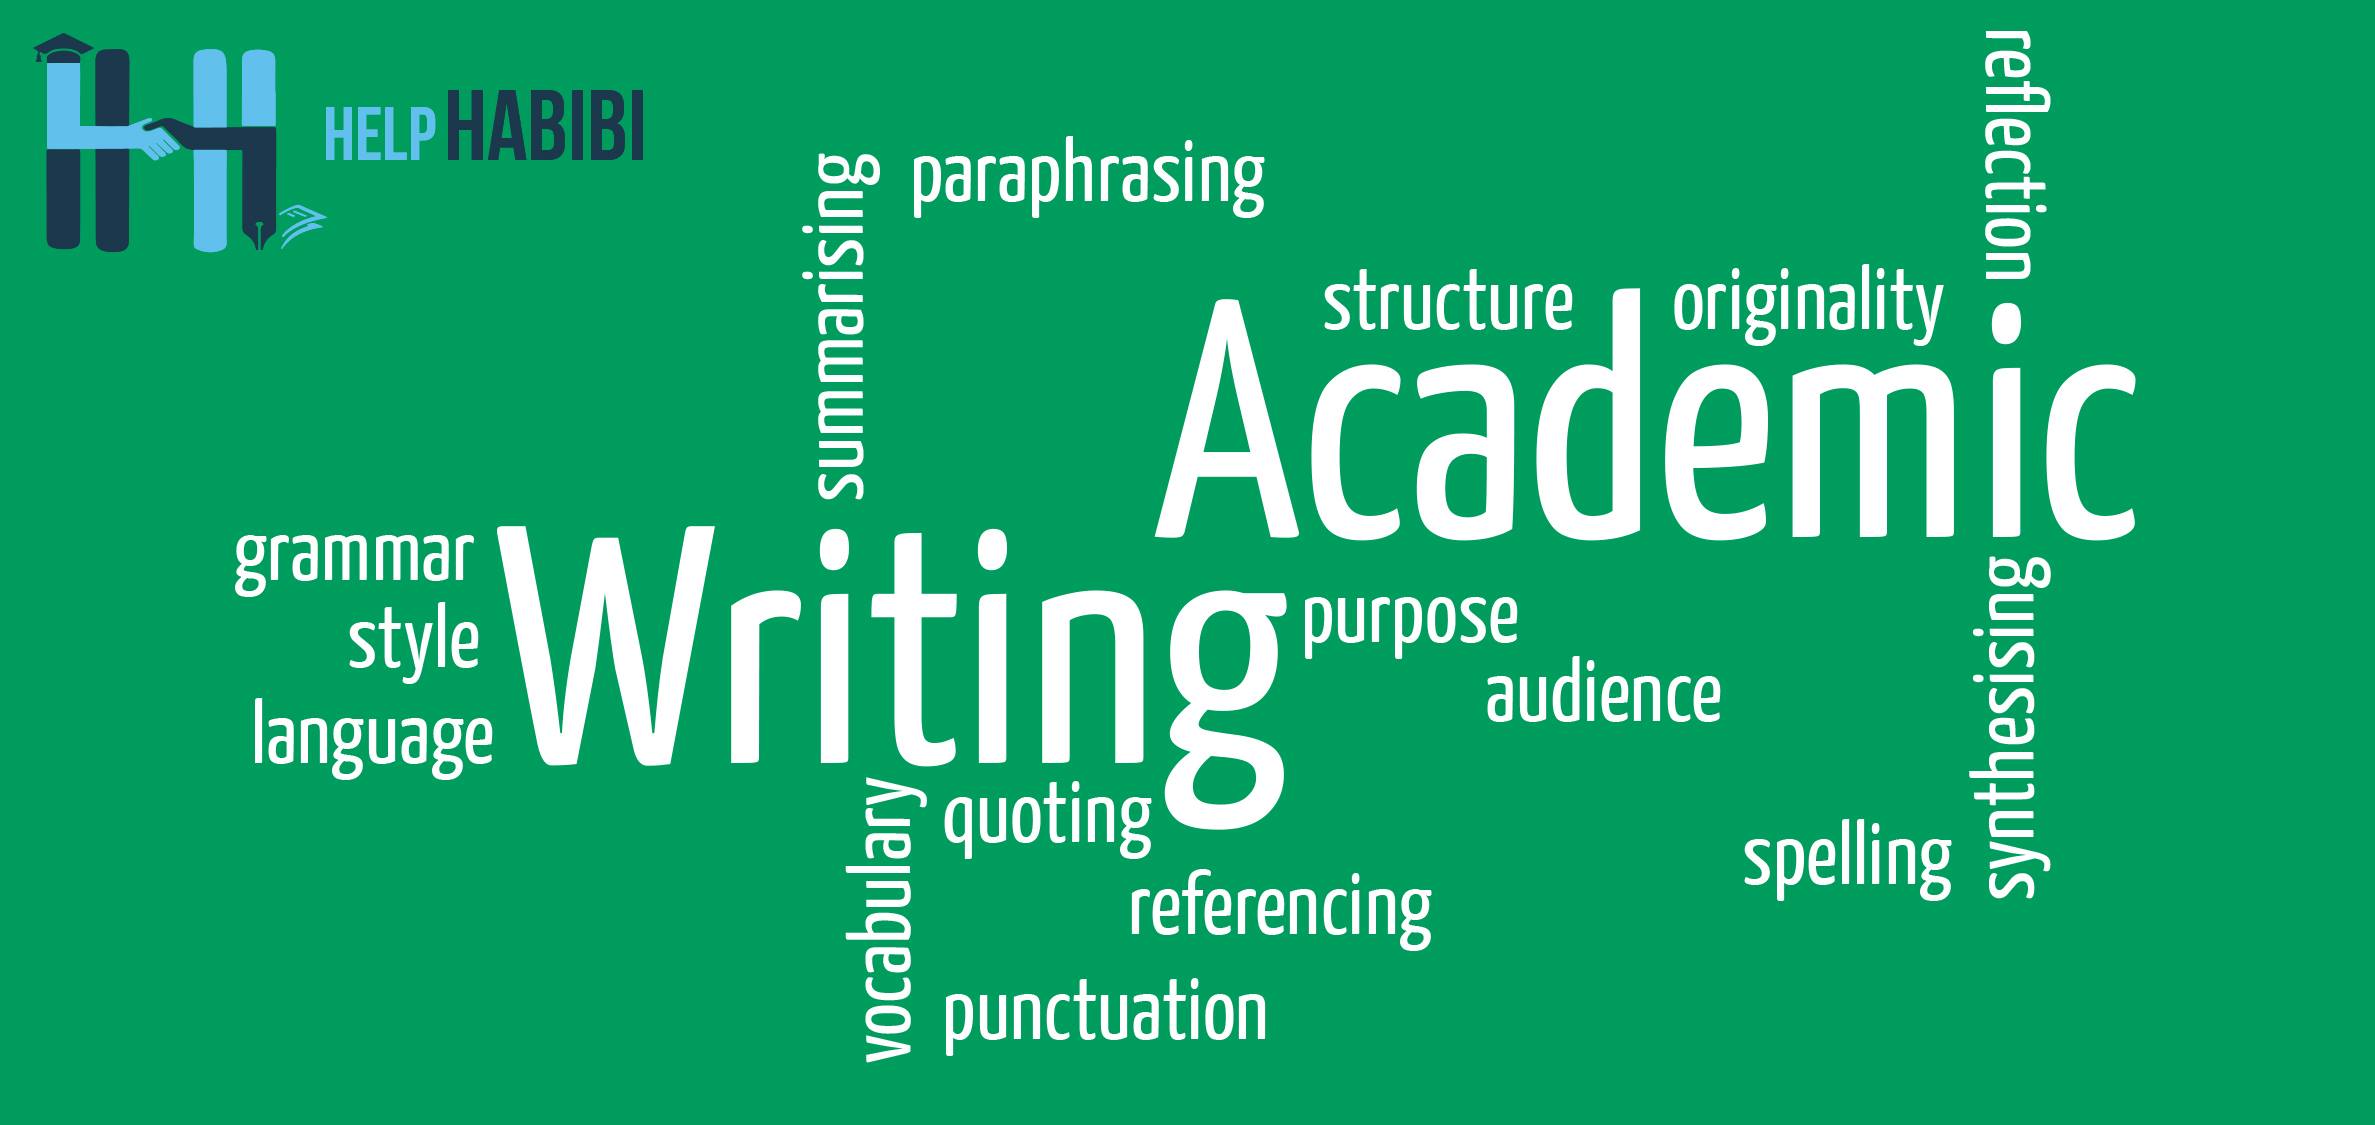 HELP HABIBI
reflection
paraphrasing
summarising
structure
originality
Academic
grammar
Writing
style
purpose
language
audience
synthesising
vocabulary
quoting
spelling
referencing
punctuation